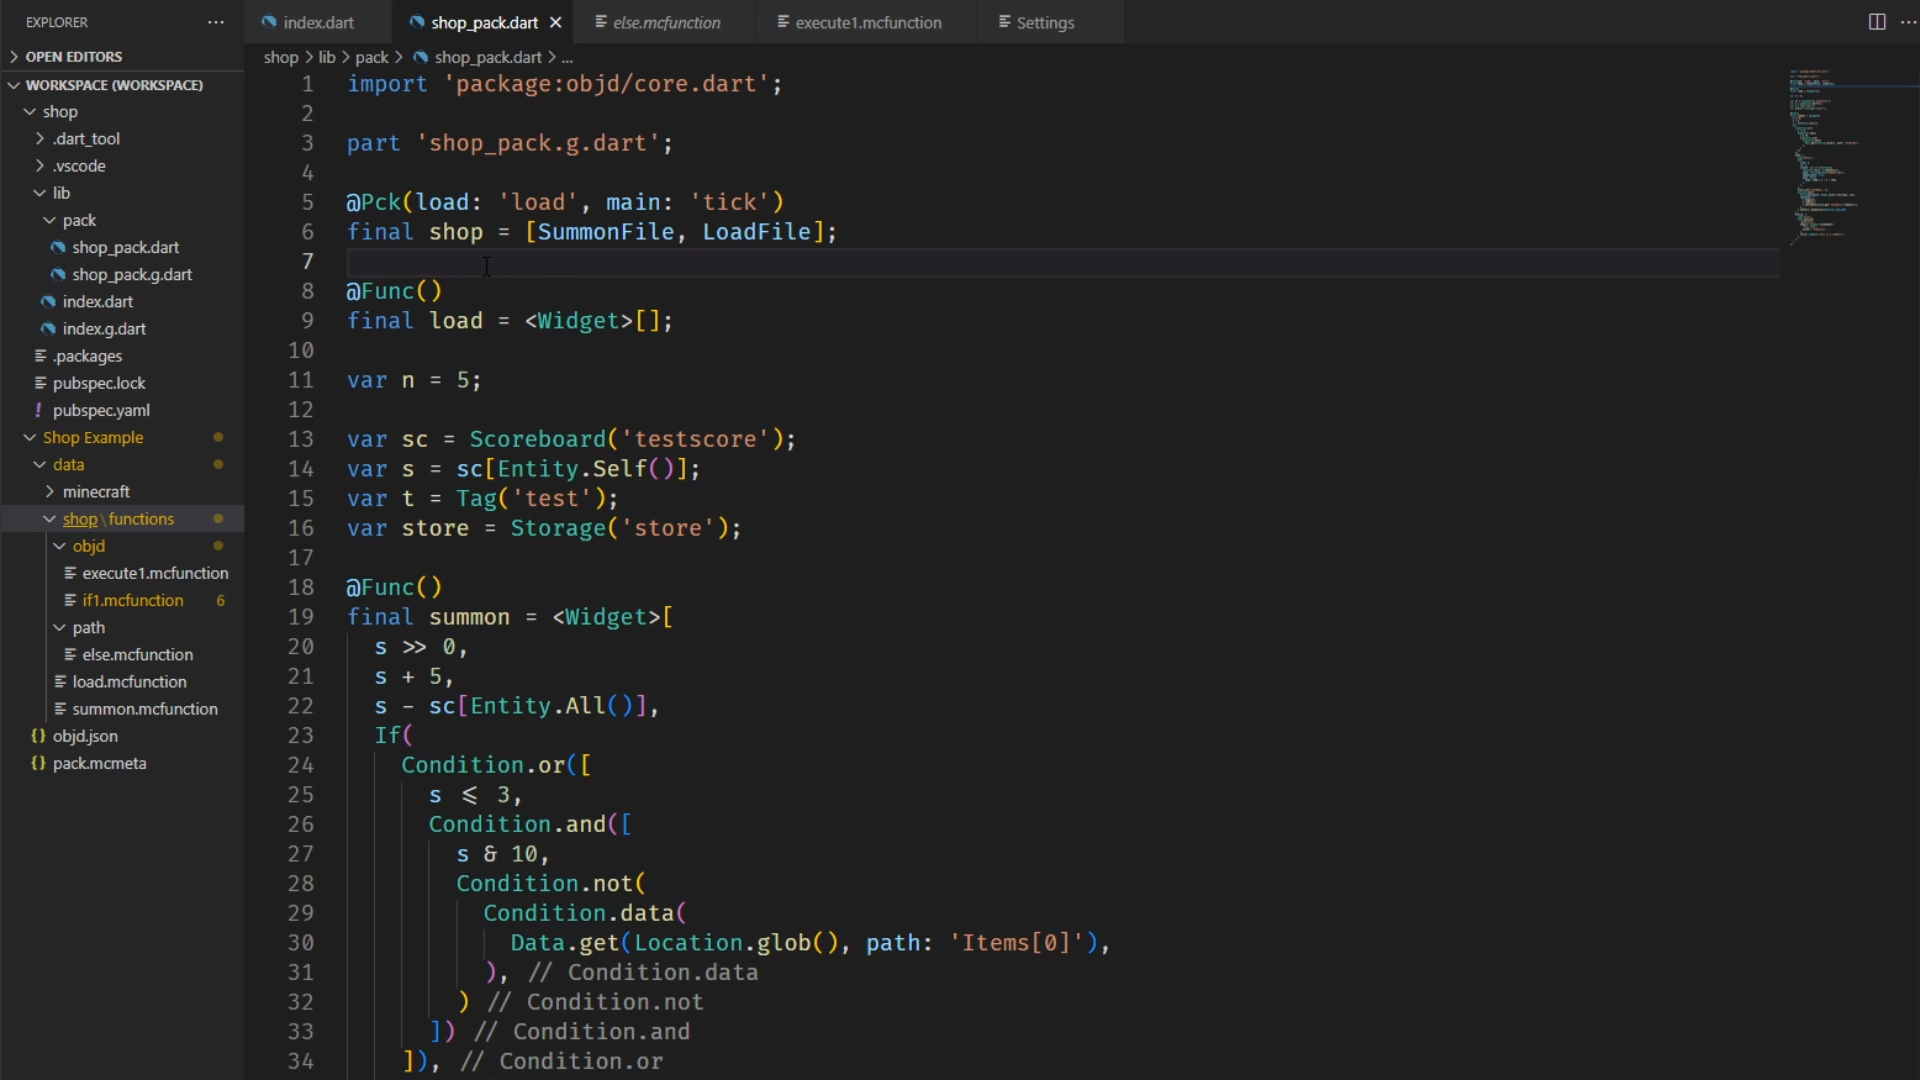 EXPLORER
OPEN EDITORS
WORKSPACE (WORKSPACE)
shop
.dart_tool
.vscode
lib
pack
shop_pack.dart
shop_pack.g.dart
index.dart
index.g.dart
.packages
pubspec.lock
! pubspec.yaml
Shop Example
data
minecraft
shop\functions
objd
execute1.mcfunction
if1.mcfunction 6
path
else.mcfunction
load.mcfunction
summon.mcfunction
{} objd.json
{} pack.mcmeta
index.dart shop_pack.dart else.mcfunction execute1.mcfunction Settings
shop > lib > pack > shop_pack.dart > ...
1 import 'package:objd/core.dart';
2
3 part 'shop_pack.g.dart';
4
5 @Pck(load: 'load', main: 'tick')
6 final shop = [SummonFile, LoadFile];
7
8 @Func()
9 final load = <Widget>[];
10
11 var n = 5;
12
13 var sc = Scoreboard('testscore');
14 var s = sc[Entity.Self()];
15 var t = Tag('test');
16 var store = Storage('store');
17
18 @Func()
19 final summon = <Widget>[
20 s >> 0,
21 s + 5,
22 s - sc[Entity.All()],
23 If(
24 Condition.or([
25 s <= 3,
26 Condition.and([
27 s & 10,
28 Condition.not(
29 Condition.data(
30 Data.get(Location.glob(), path: 'Items[0]'),
31 ), // Condition.data
32 ) // Condition.not
33 ]) // Condition.and
34 ]), // Condition.or